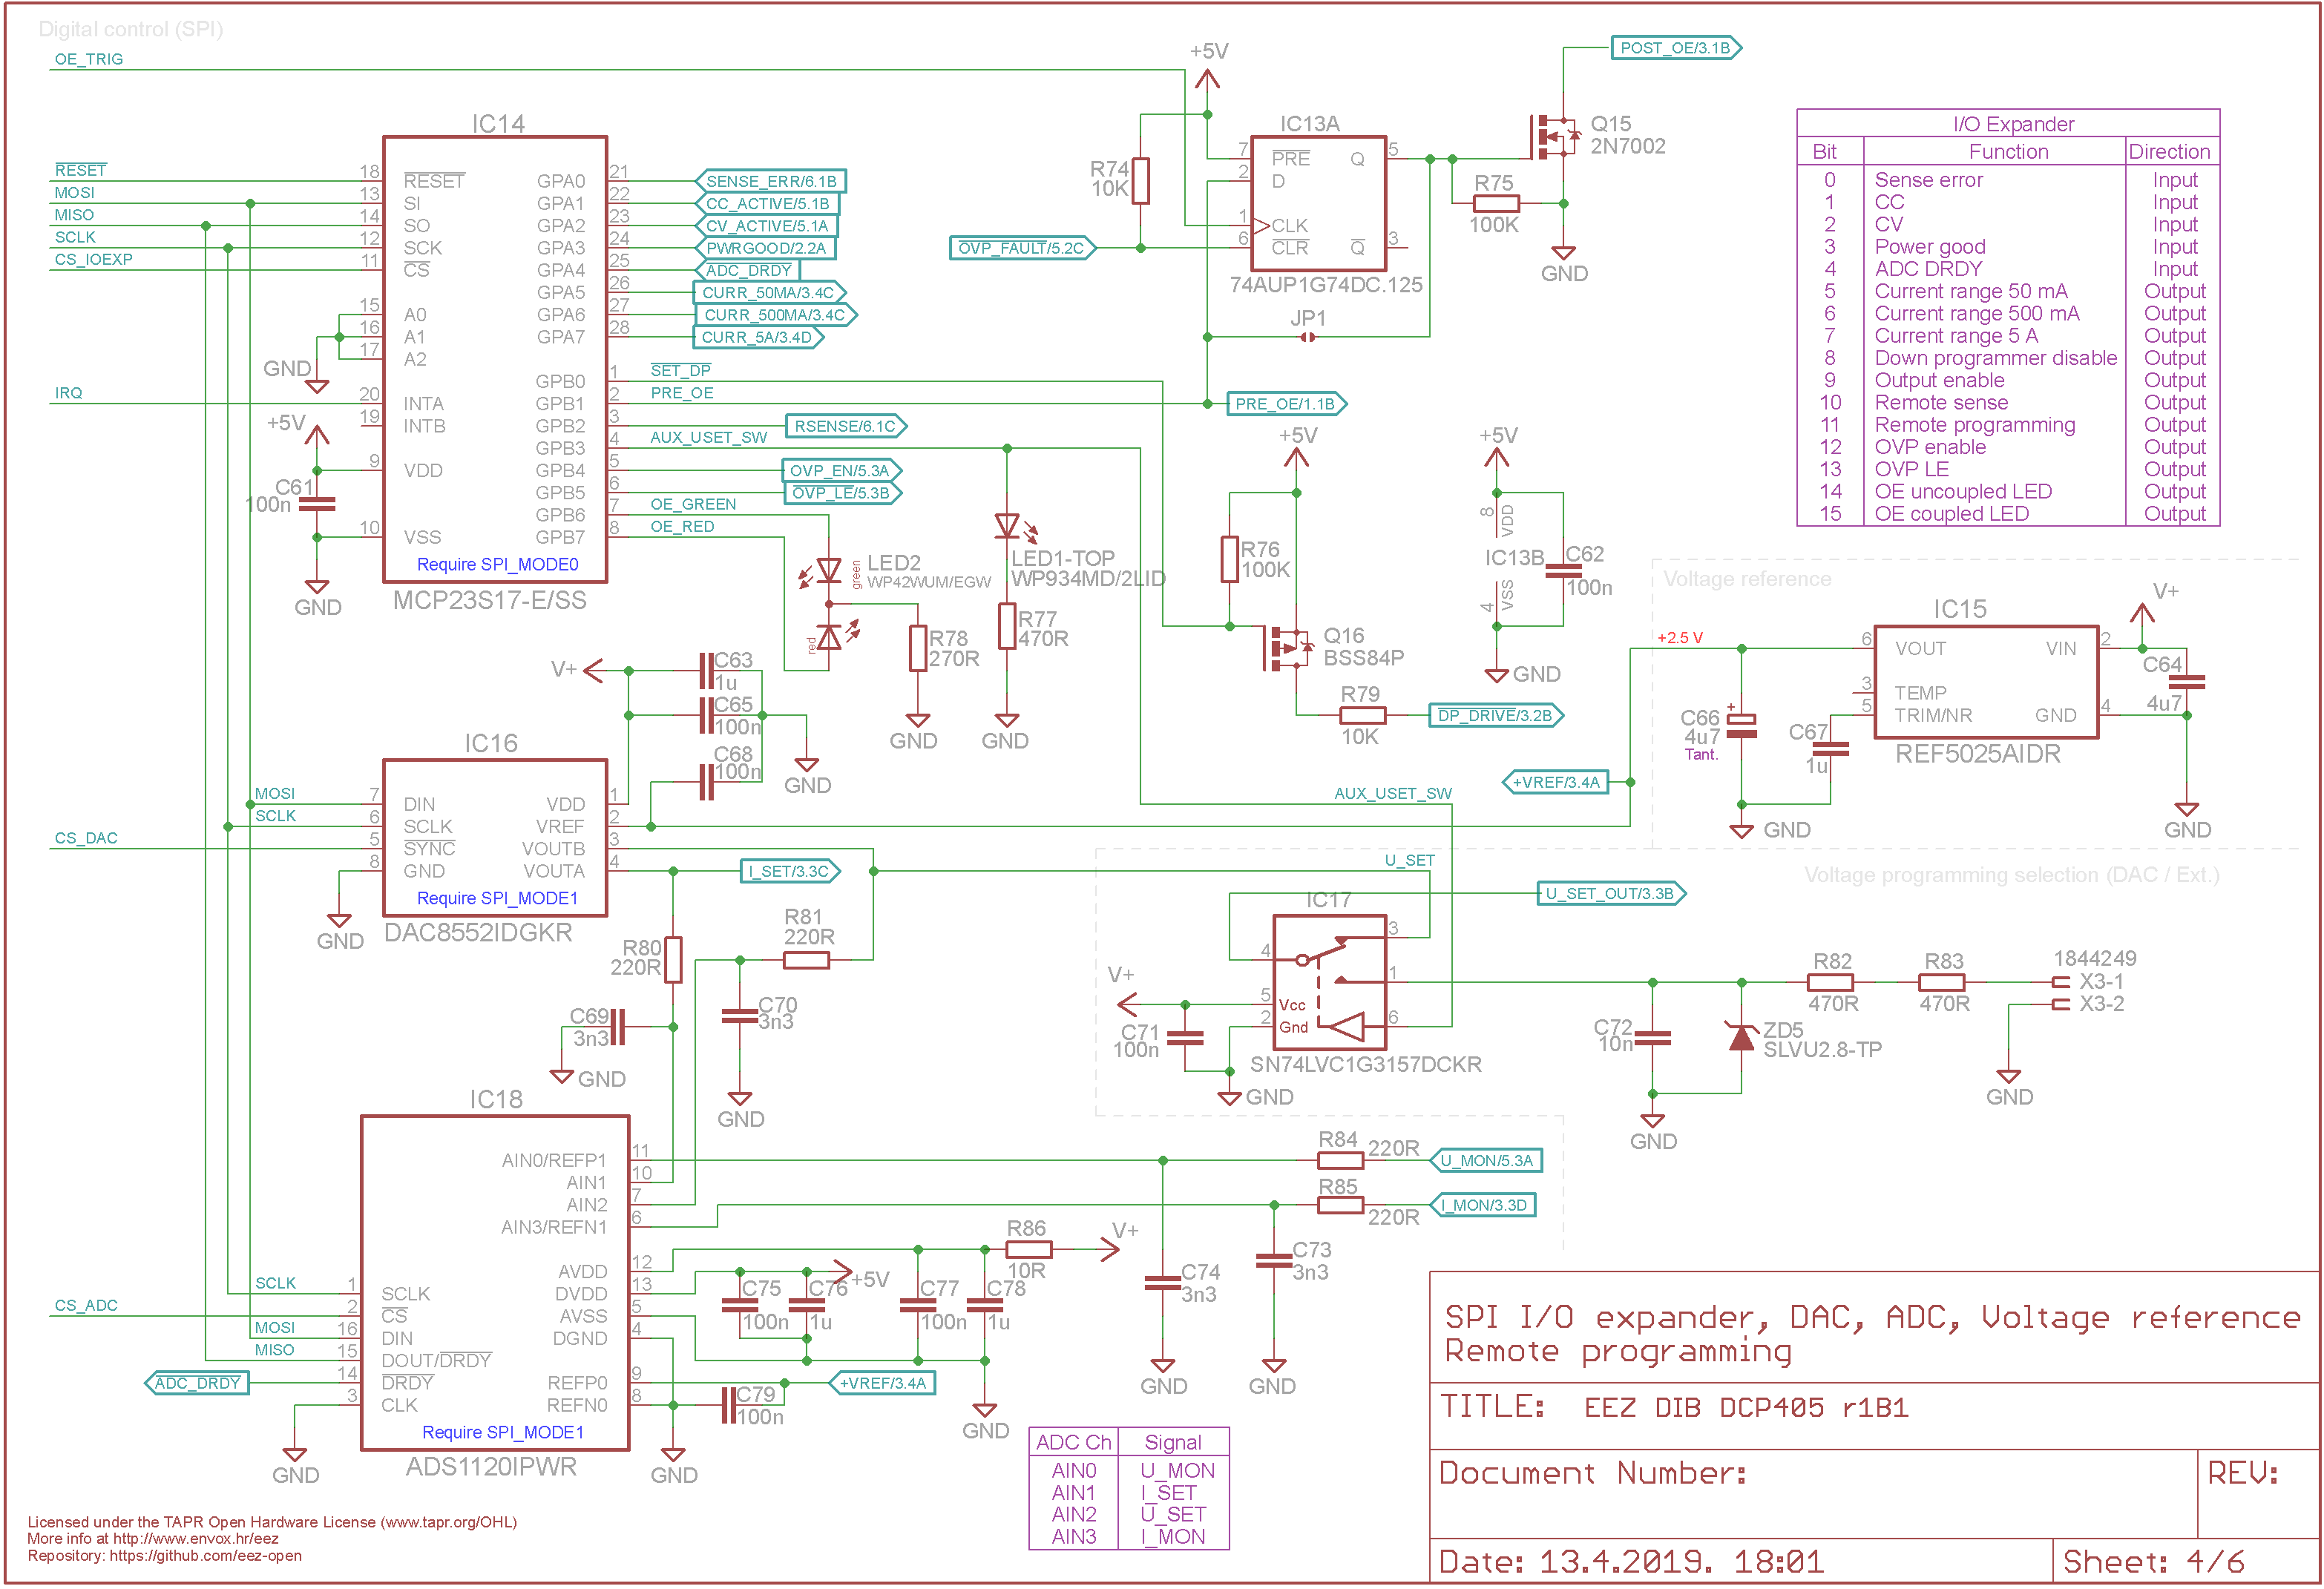 Digital control (SPI)
OE_TRIG
RESET
MOSI
MISO
SCLK
CS_IOEXP
IRQ
IC14
18 RESET GPA0 21 SENSE_ERR/6.1B
13 SI GPA1 22 CC_ACTIVE/5.1B
14 SO GPA2 23 CV_ACTIVE/5.1A
12 SCK GPA3 24 PWRGOOD/2.2A
11 CS GPA4 25 ADC_DRDY
GPA5 26 CURR_50MA/3.4C
15 A0 GPA6 27 CURR_500MA/3.4C
16 A1 GPA7 28 CURR_5A/3.4D
17 A2
GND
GPB0 1 SET_DP
20 INTA GPB1 2 PRE_OE
19 INTB GPB2 3 RSENSE/6.1C
GPB3 4 AUX_USET_SW
9 VDD GPB4 5 OVP_EN/5.3A
GPB5 6 OVP_LE/5.3B
GPB6 7 OE_GREEN
10 VSS GPB7 8 OE_RED
Require SPI_MODE0
MCP23S17-E/SS
+5V
C61
100n
GND
+5V
R74
10K
OVP_FAULT/5.2C
IC13A
7 PRE Q 5
2 D
1 CLK
6 CLR Q 3
74AUP1G74DC.125
JP1
PRE_OE/1.1B
POST_OE/3.1B
Q15
2N7002
R75
100K
GND
I/O Expander
Bit Function Direction
0 Sense error Input
1 CC Input
2 CV Input
3 Power good Input
4 ADC DRDY Input
5 Current range 50 mA Output
6 Current range 500 mA Output
7 Current range 5 A Output
8 Down programmer disable Output
9 Output enable Output
10 Remote sense Output
11 Remote programming Output
12 OVP enable Output
13 OVP LE Output
14 OE uncoupled LED Output
15 OE coupled LED Output
green
red
LED2
WP42WUM/EGW
R78
270R
GND
LED1-TOP
WP934MD/2LID
R77
470R
GND
+5V
R76
100K
Q16
BSS84P
R79
10K
DP_DRIVE/3.2B
+5V
8 VDD
IC13B
4 VSS
C62
100n
GND
Voltage reference
IC15
+2.5 V
6 VOUT VIN 2
3 TEMP
5 TRIM/NR GND 4
REF5025AIDR
V+
C64
4u7
GND
C66
4u7
Tant.
+
C67
1u
GND
+VREF/3.4A
V+
C63
1u
C65
100n
C68
100n
GND
IC16
MOSI 7 DIN VDD 1
SCLK 6 SCLK VREF 2
CS_DAC 5 SYNC VOUTB 3
8 GND VOUTA 4
Require SPI_MODE1
DAC8552IDGKR
GND
I_SET/3.3C
AUX_USET_SW
U_SET
Voltage programming selection (DAC / Ext.)
U_SET_OUT/3.3B
IC17
4
3
1
5 Vcc
2 Gnd
6
SN74LVC1G3157DCKR
V+
C71
100n
GND
R82
470R
R83
470R
1844249
X3-1
X3-2
GND
C72
10n
ZD5
SLVU2.8-TP
GND
R81
220R
R80
220R
C70
3n3
GND
C69
3n3
GND
IC18
AIN0/REFP1 11
AIN1 10
AIN2 7
AIN3/REFN1 6
AVDD 12
SCLK 1 SCLK DVDD 13
CS_ADC 2 CS AVSS 5
MOSI 16 DIN DGND 4
MISO 15 DOUT/DRDY
ADC_DRDY 14 DRDY REFP0 9
3 CLK REFN0 8
Require SPI_MODE1
ADS1120IPWR
GND
GND
R84
220R
U_MON/5.3A
R85
220R
I_MON/3.3D
R86
10R
V+
+5V
C75
100n
C76
1u
C77
100n
C78
1u
GND
C79
100n
+VREF/3.4A
C74
3n3
GND
C73
3n3
GND
ADC Ch Signal
AIN0 U_MON
AIN1 I_SET
AIN2 U_SET
AIN3 I_MON
SPI I/O expander, DAC, ADC, Voltage reference
Remote programming
TITLE: EEZ DIB DCP405 r1B1
Document Number:
REV:
Date: 13.4.2019. 18:01
Sheet: 4/6
Licensed under the TAPR Open Hardware License (www.tapr.org/OHL)
More info at http://www.envox.hr/eez
Repository: https://github.com/eez-open